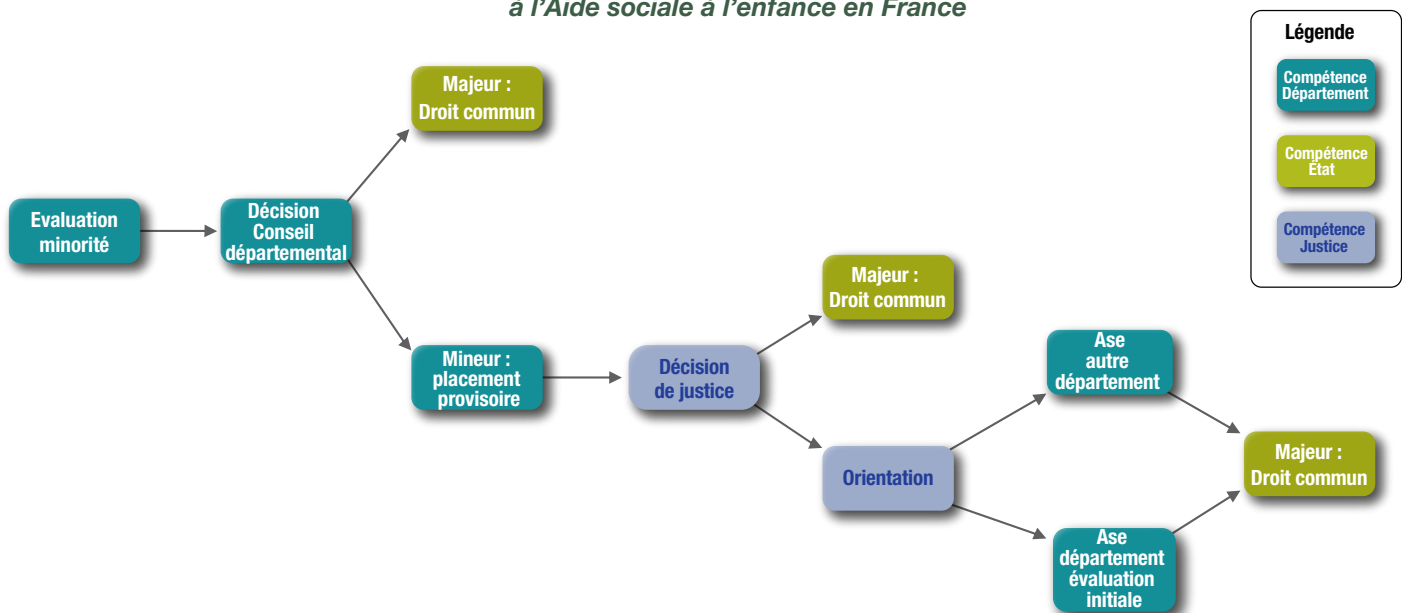 à l'Aide sociale à l'enfance en France
Légende
Compétence
Département
Compétence
État
Compétence
Justice
Majeur :
Droit commun
Evaluation
minorité
Décision
Conseil
départemental
Majeur :
Droit commun
Mineur :
placement
provisoire
Décision
de justice
Ase
autre
département
Orientation
Majeur :
Droit commun
Ase
département
évaluation
initiale